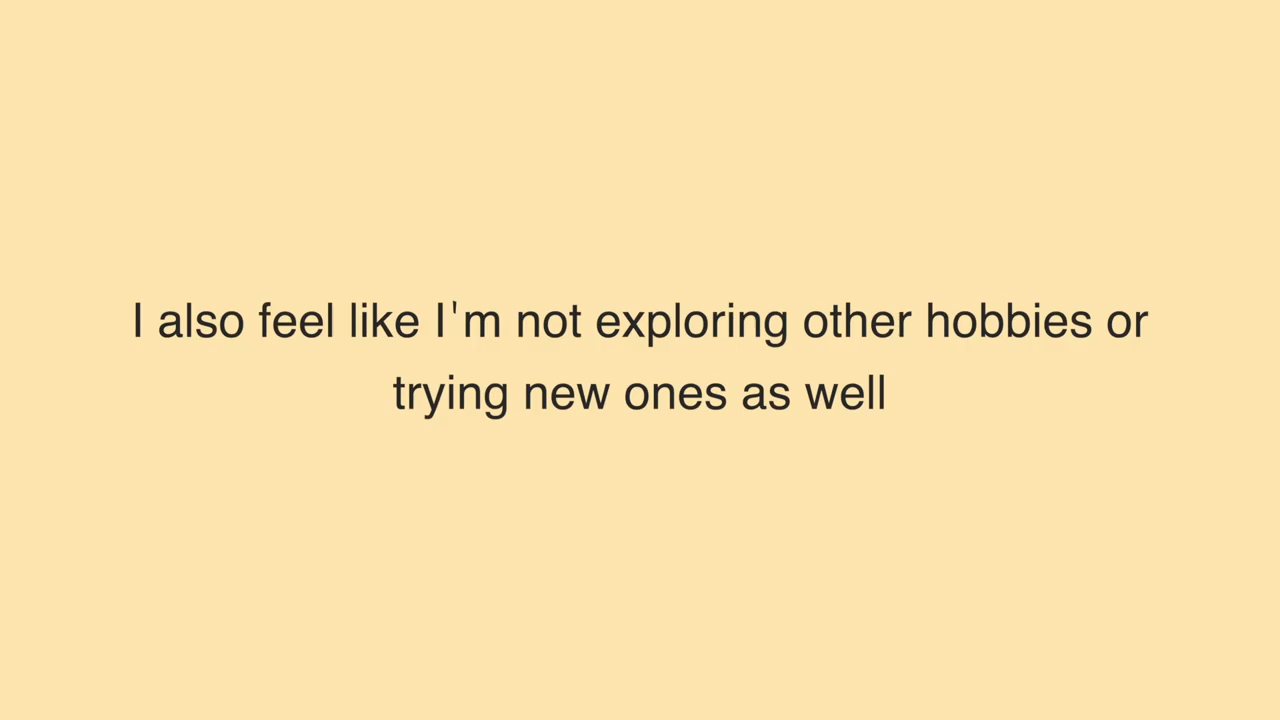 I also feel like I'm not exploring other hobbies or
trying new ones as well